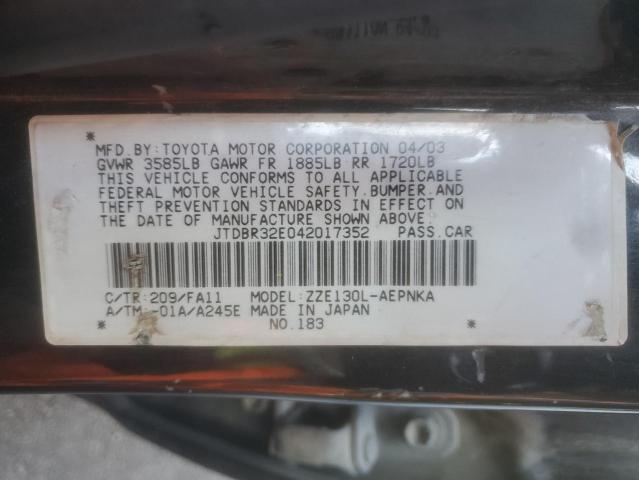 MFD.BY:TOYOTA MOTOR CORPORATION 04/03
GVWR 3585LB GAWR FR 1885LB RR 1720LB
THIS VEHICLE CONFORMS TO ALL APPLICABLE
FEDERAL MOTOR VEHICLE SAFETY,BUMPER,AND
THEFT PREVENTION STANDARDS IN EFFECT ON
THE DATE OF MANUFACTURE SHOWN ABOVE.
JTDBR32E042017352 PASS.CAR
C/TR:209/FA11 MODEL:ZZE130L-AEPNKA
A/TM:-01A/A245E MADE IN JAPAN
NO.183